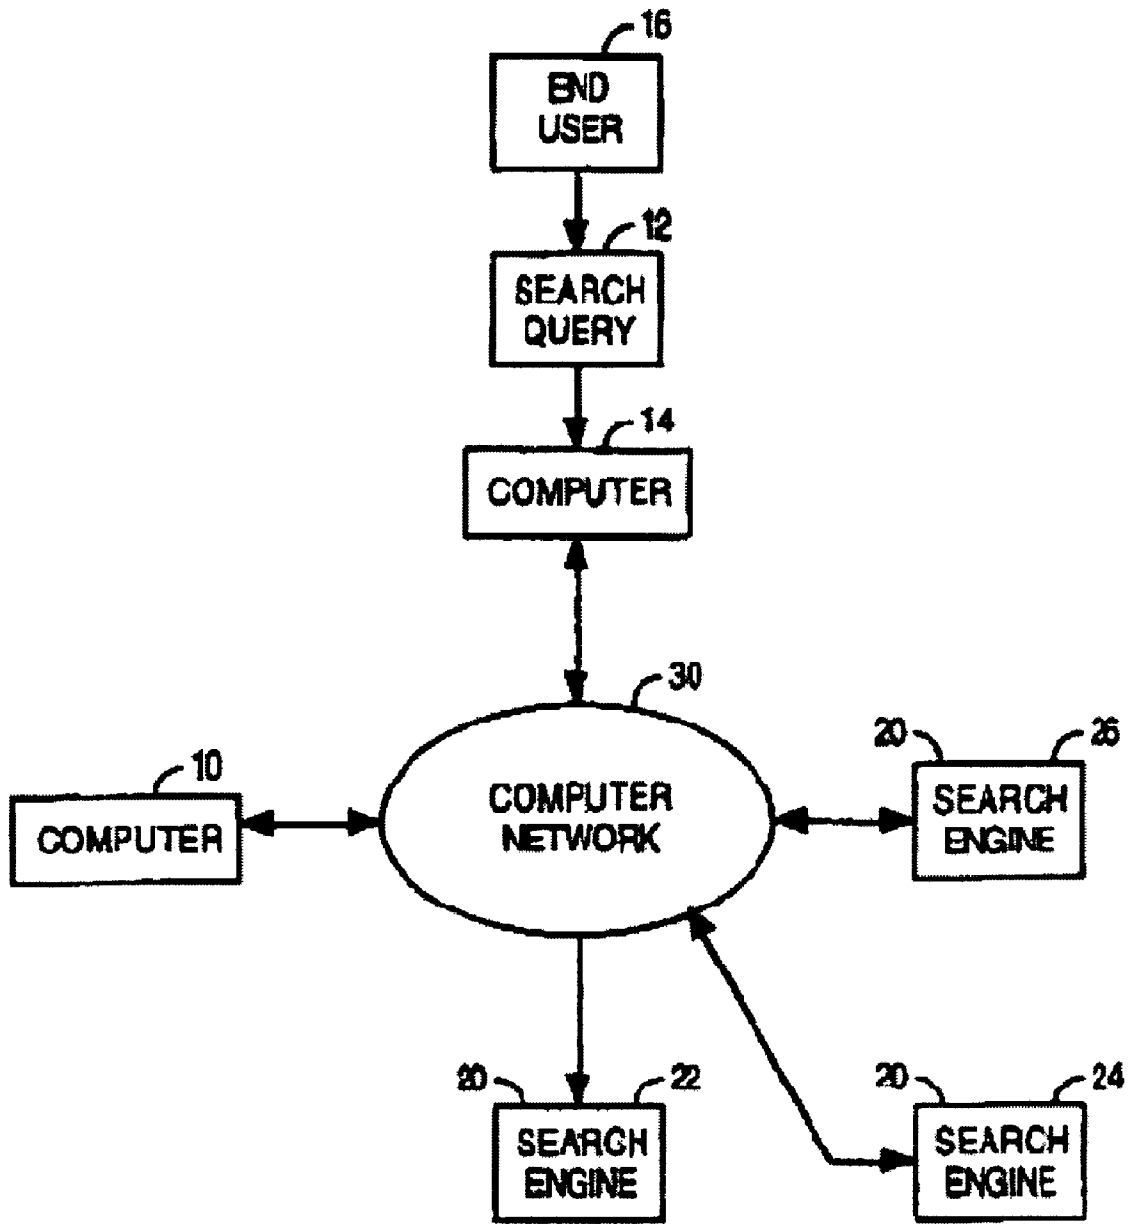 16
END
USER
12
SEARCH
QUERY
14
COMPUTER
30
COMPUTER
NETWORK
10
COMPUTER
20 26
SEARCH
ENGINE
20 22
SEARCH
ENGINE
20 24
SEARCH
ENGINE